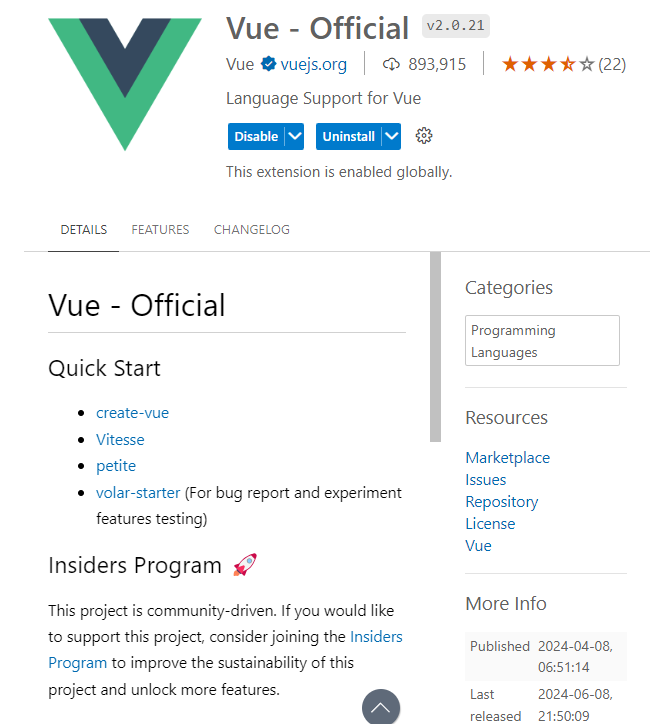 Vue - Official v2.0.21
Vue vuejs.org 893,915 (22)
Language Support for Vue
Disable Uninstall
This extension is enabled globally.
DETAILS FEATURES CHANGELOG
Vue - Official
Quick Start
create-vue
Vitesse
petite
volar-starter (For bug report and experiment
features testing)
Insiders Program
This project is community-driven. If you would like
to support this project, consider joining the Insiders
Program to improve the sustainability of this
project and unlock more features.
Categories
Programming
Languages
Resources
Marketplace
Issues
Repository
License
Vue
More Info
Published 2024-04-08,
06:51:14
Last 2024-06-08,
released 21:50:09